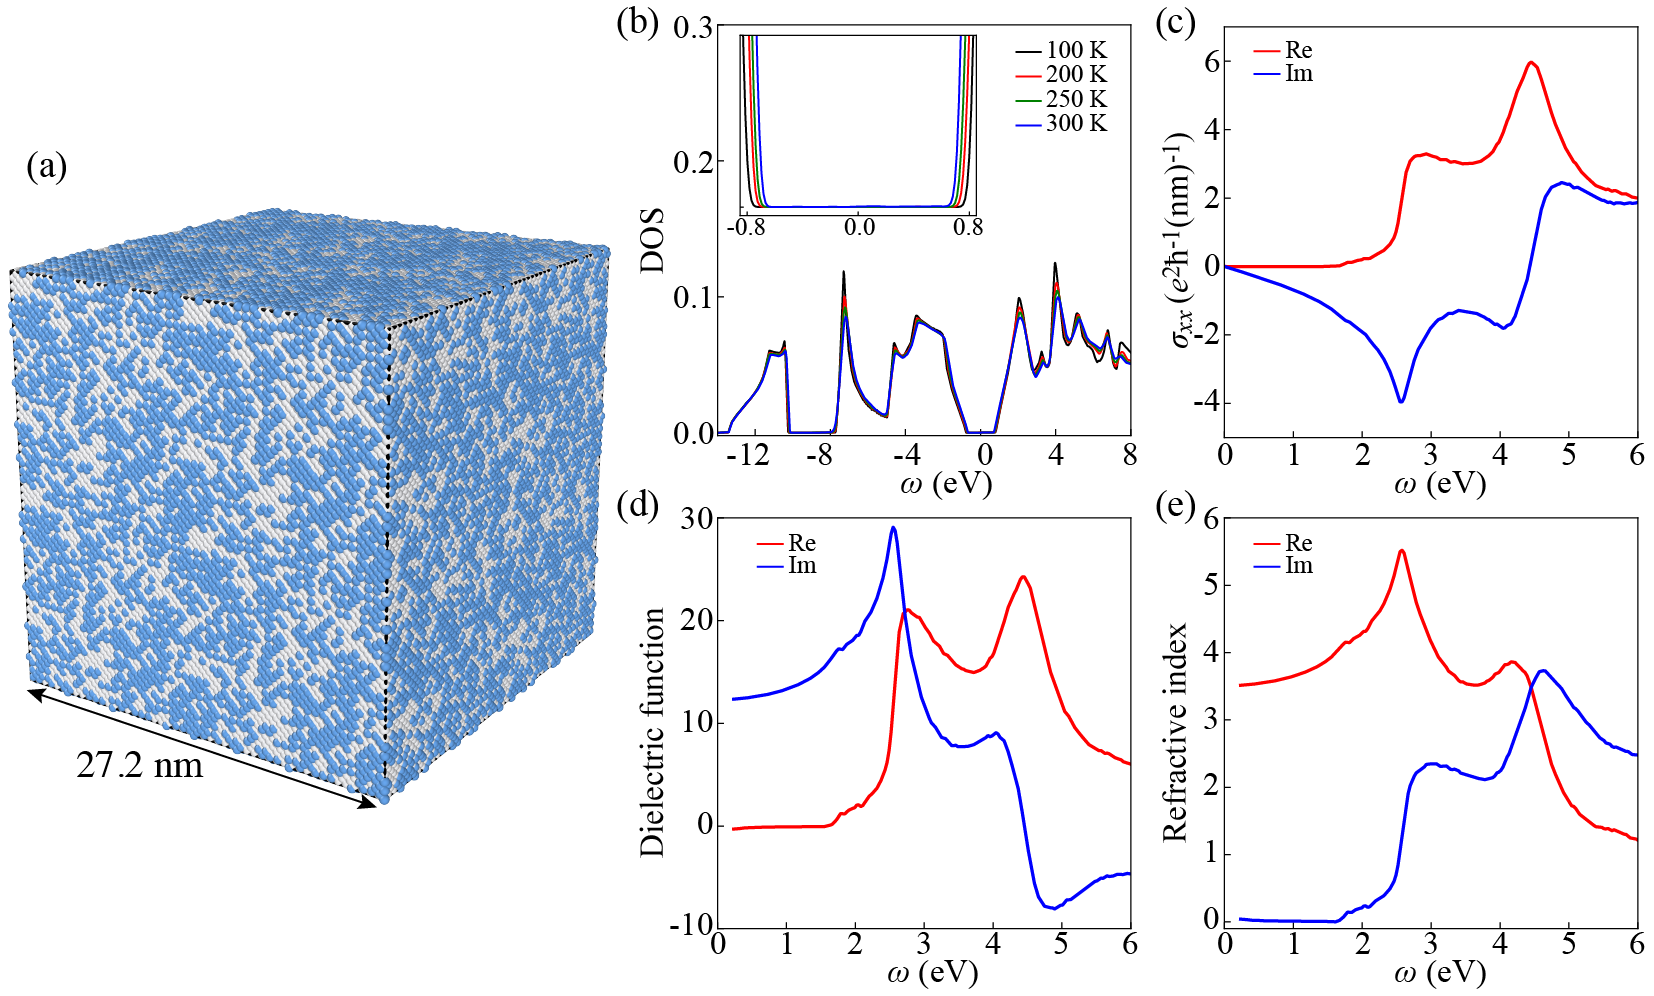 (a)
27.2 nm
(b)
0.3
0.2
0.1
0.0
DOS
-0.8
0.0
0.8
100 K
200 K
250 K
300 K
-12
-8
-4
0
4
8
ω (eV)
(c)
6
4
2
0
-2
-4
σxx (e²ħ⁻¹(nm)⁻¹)
Re
Im
0
1
2
3
4
5
6
ω (eV)
(d)
30
20
10
0
-10
Dielectric function
Re
Im
0
1
2
3
4
5
6
ω (eV)
(e)
6
5
4
3
2
1
0
Refractive index
Re
Im
0
1
2
3
4
5
6
ω (eV)